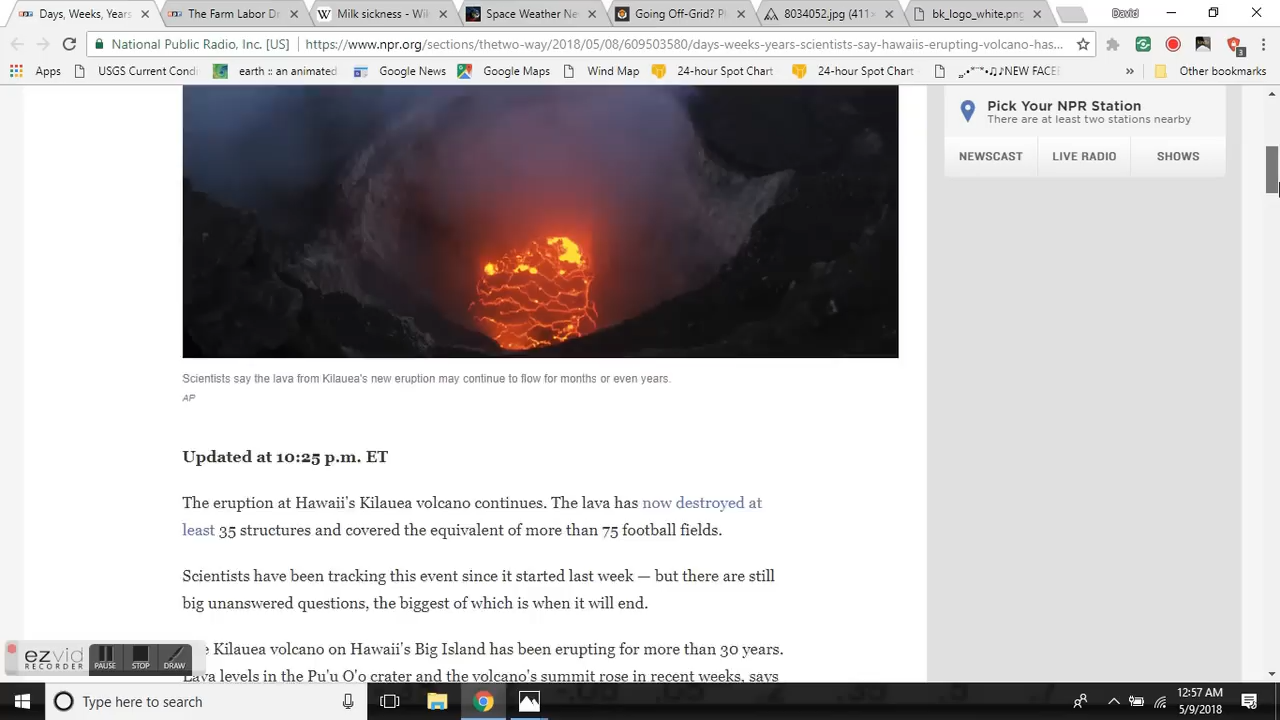 Days, Weeks, Years
The Farm Labor Dr
Milk sickness - Wik
Space Weather Ne
Going Off-Grid? P
8034052.jpg (411×
bk_logo_white.png
David
National Public Radio, Inc. [US]
https://www.npr.org/sections/thetwo-way/2018/05/08/609503580/days-weeks-years-scientists-say-hawaiis-erupting-volcano-has...
3
Apps
USGS Current Condi
earth :: an animated
Google News
Google Maps
Wind Map
24-hour Spot Chart
24-hour Spot Chart
NEW FACE
»
Other bookmarks
Pick Your NPR Station
There are at least two stations nearby
NEWSCAST
LIVE RADIO
SHOWS
Scientists say the lava from Kilauea's new eruption may continue to flow for months or even years.
AP
Updated at 10:25 p.m. ET
The eruption at Hawaii's Kilauea volcano continues. The lava has now destroyed at
least 35 structures and covered the equivalent of more than 75 football fields.
Scientists have been tracking this event since it started last week — but there are still
big unanswered questions, the biggest of which is when it will end.
Kilauea volcano on Hawaii's Big Island has been erupting for more than 30 years.
Lava levels in the Pu'u O'o crater and the volcano's summit rose in recent weeks, says
ezvid
RECORDER
PAUSE
STOP
DRAW
Type here to search
12:57 AM
5/9/2018